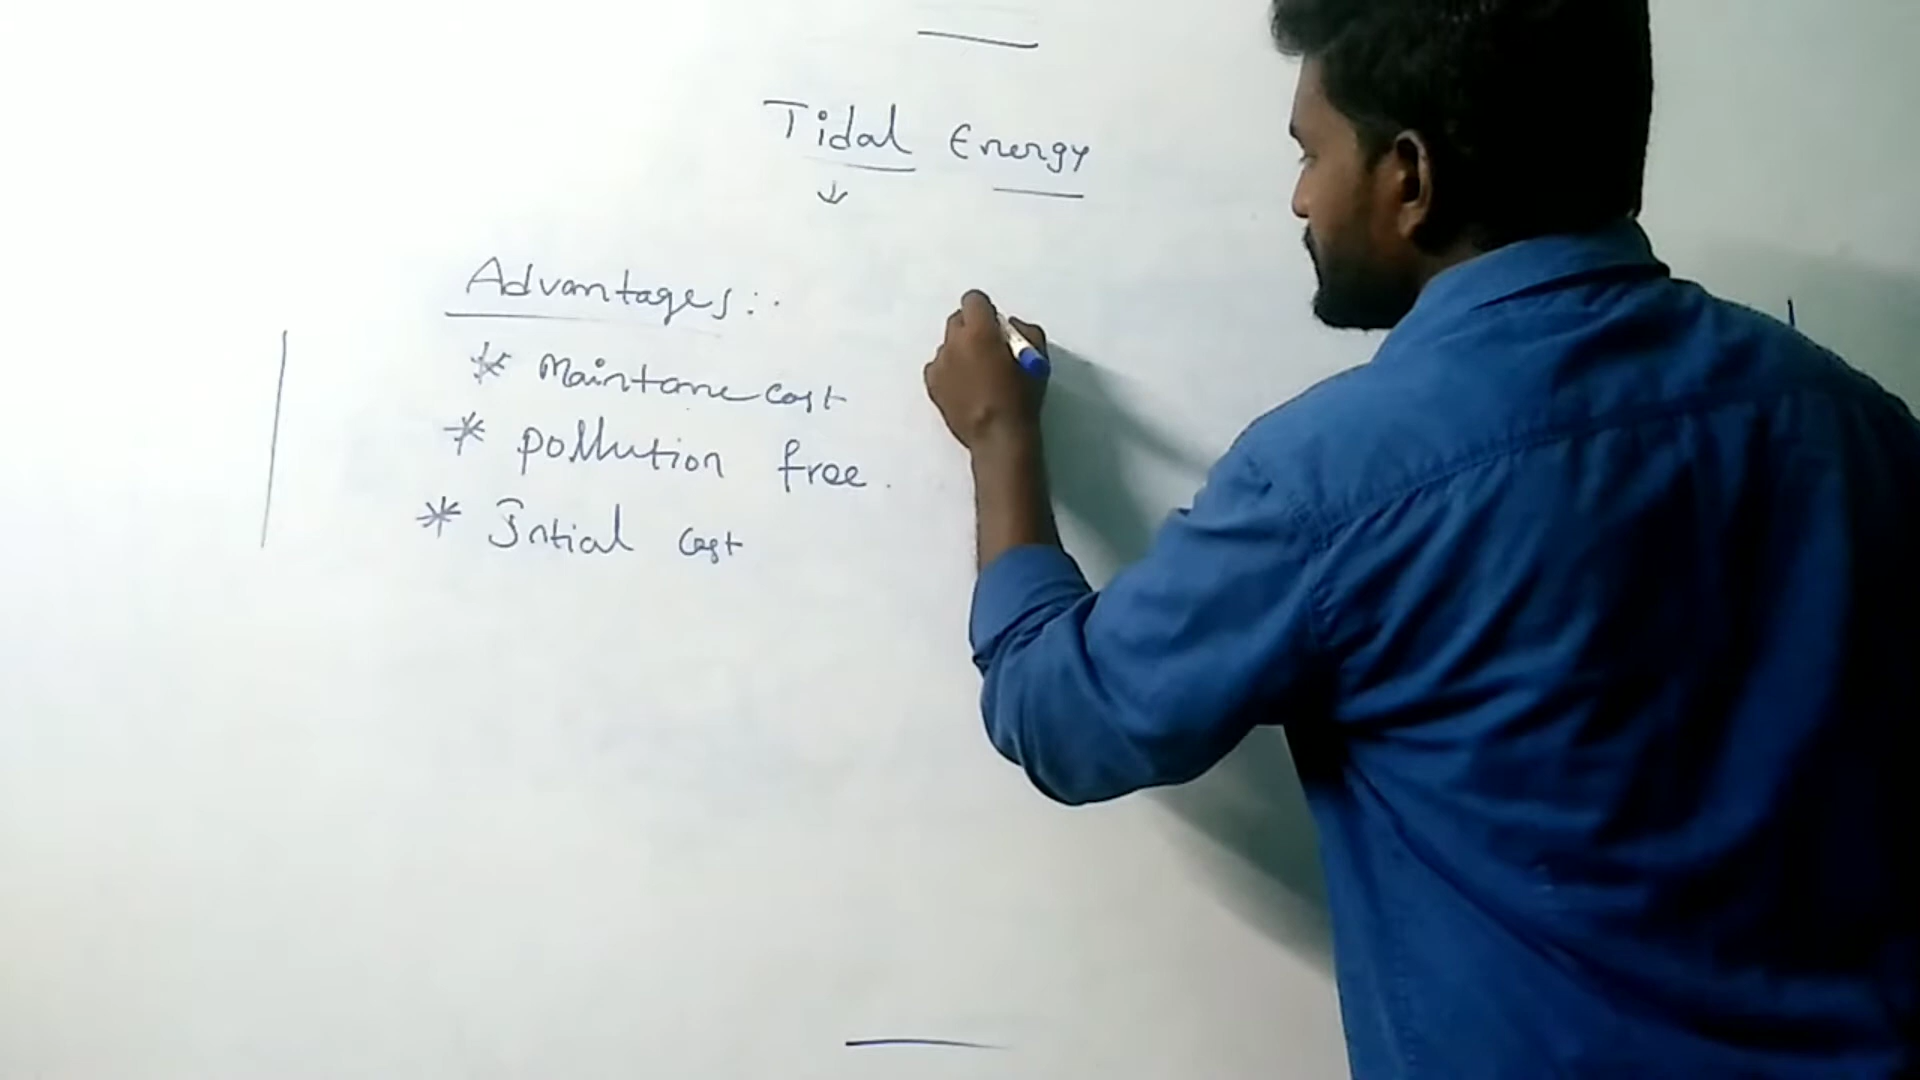 Tidal Energy
Advantages:
* Maintane cost
* pollution free.
* Intial cost